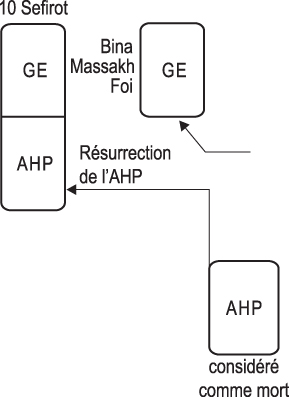 10 Sefirot
GE
AHP
Bina
Massakh
Foi
GE
Résurrection
de l'AHP
AHP
considéré
comme mort